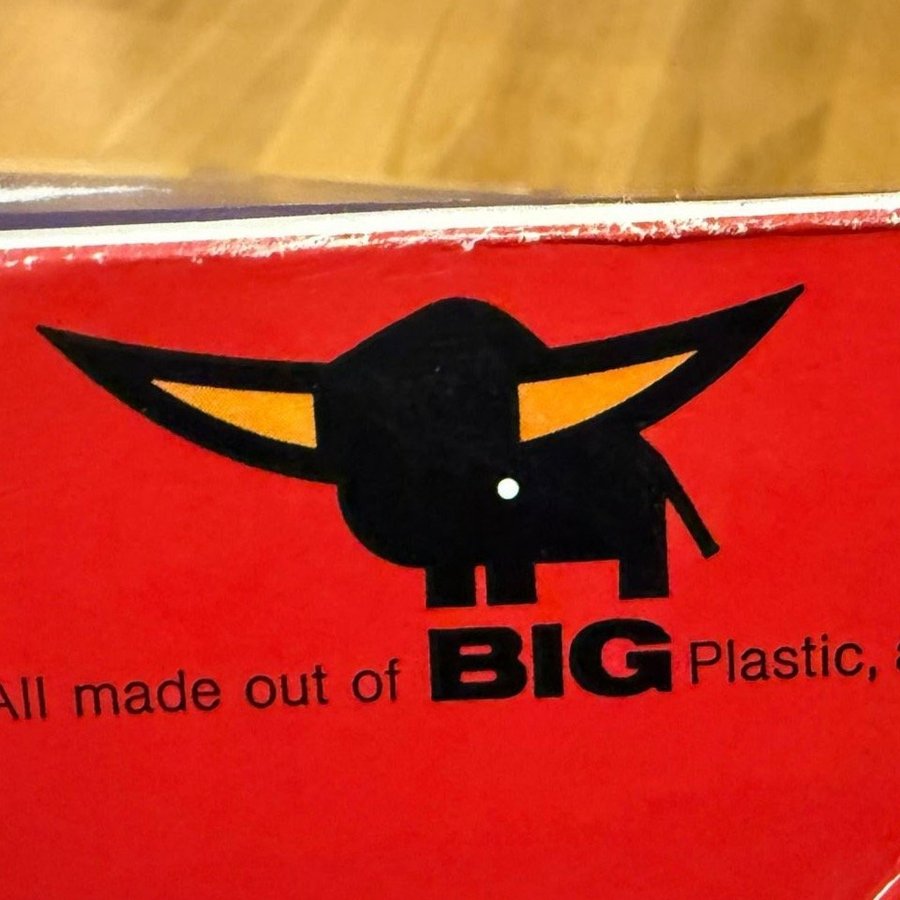 All made out of BIG Plastic,